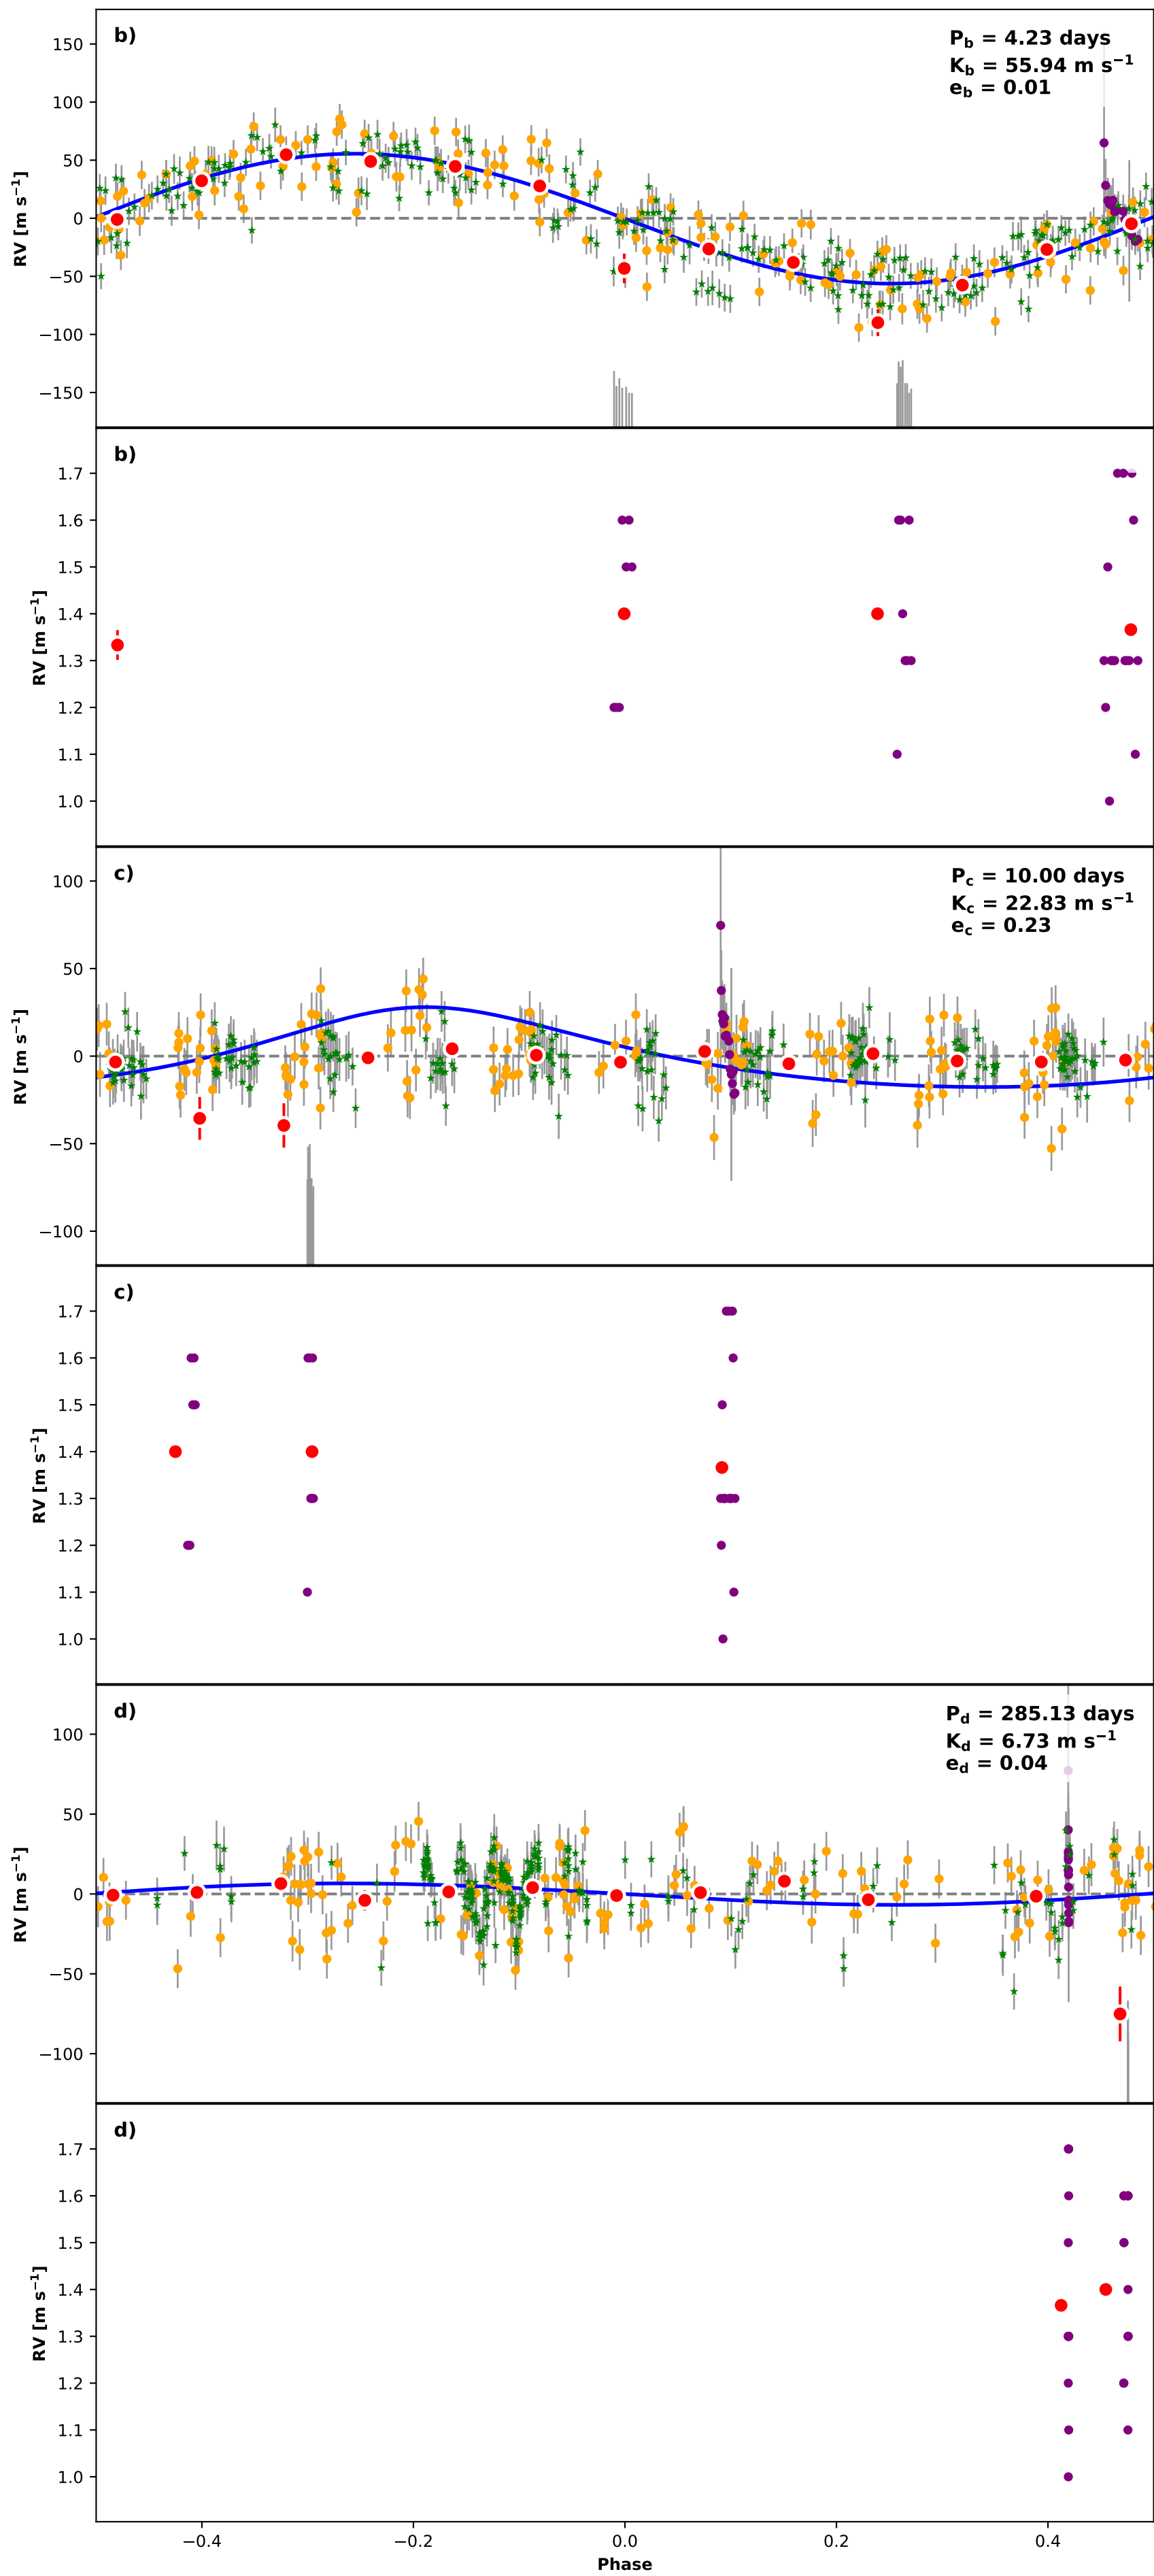 b)
P_b = 4.23 days
K_b = 55.94 m s⁻¹
e_b = 0.01
150
100
50
0
−50
−100
−150
RV [m s⁻¹]
b)
1.7
1.6
1.5
1.4
1.3
1.2
1.1
1.0
RV [m s⁻¹]
c)
P_c = 10.00 days
K_c = 22.83 m s⁻¹
e_c = 0.23
100
50
0
−50
−100
RV [m s⁻¹]
c)
1.7
1.6
1.5
1.4
1.3
1.2
1.1
1.0
RV [m s⁻¹]
d)
P_d = 285.13 days
K_d = 6.73 m s⁻¹
e_d = 0.04
100
50
0
−50
−100
RV [m s⁻¹]
d)
1.7
1.6
1.5
1.4
1.3
1.2
1.1
1.0
RV [m s⁻¹]
−0.4 −0.2 0.0 0.2 0.4
Phase